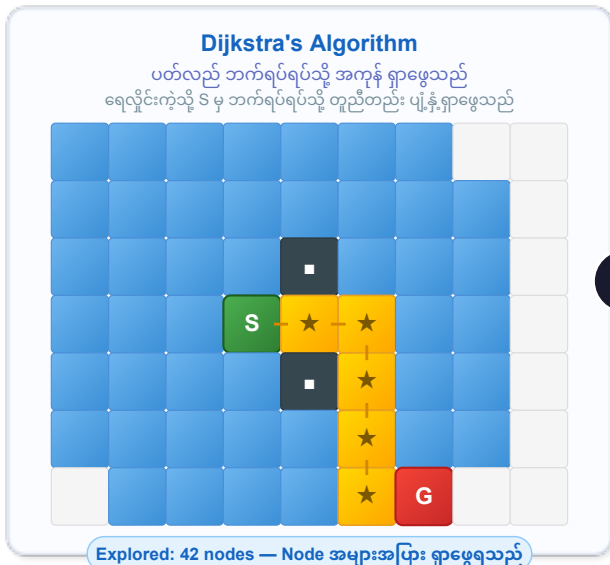 Dijkstra's Algorithm
ပတ်လည် ဘက်ရပ်ရပ်သို့ အကုန် ရှာဖွေသည်
ရေလှိုင်းကဲ့သို့ S မှ ဘက်ရပ်ရပ်သို့ တူညီတည်း ပျံ့နှံ့ရှာဖွေသည်
S
G
Explored: 42 nodes — Node အများအပြား ရှာဖွေရသည်